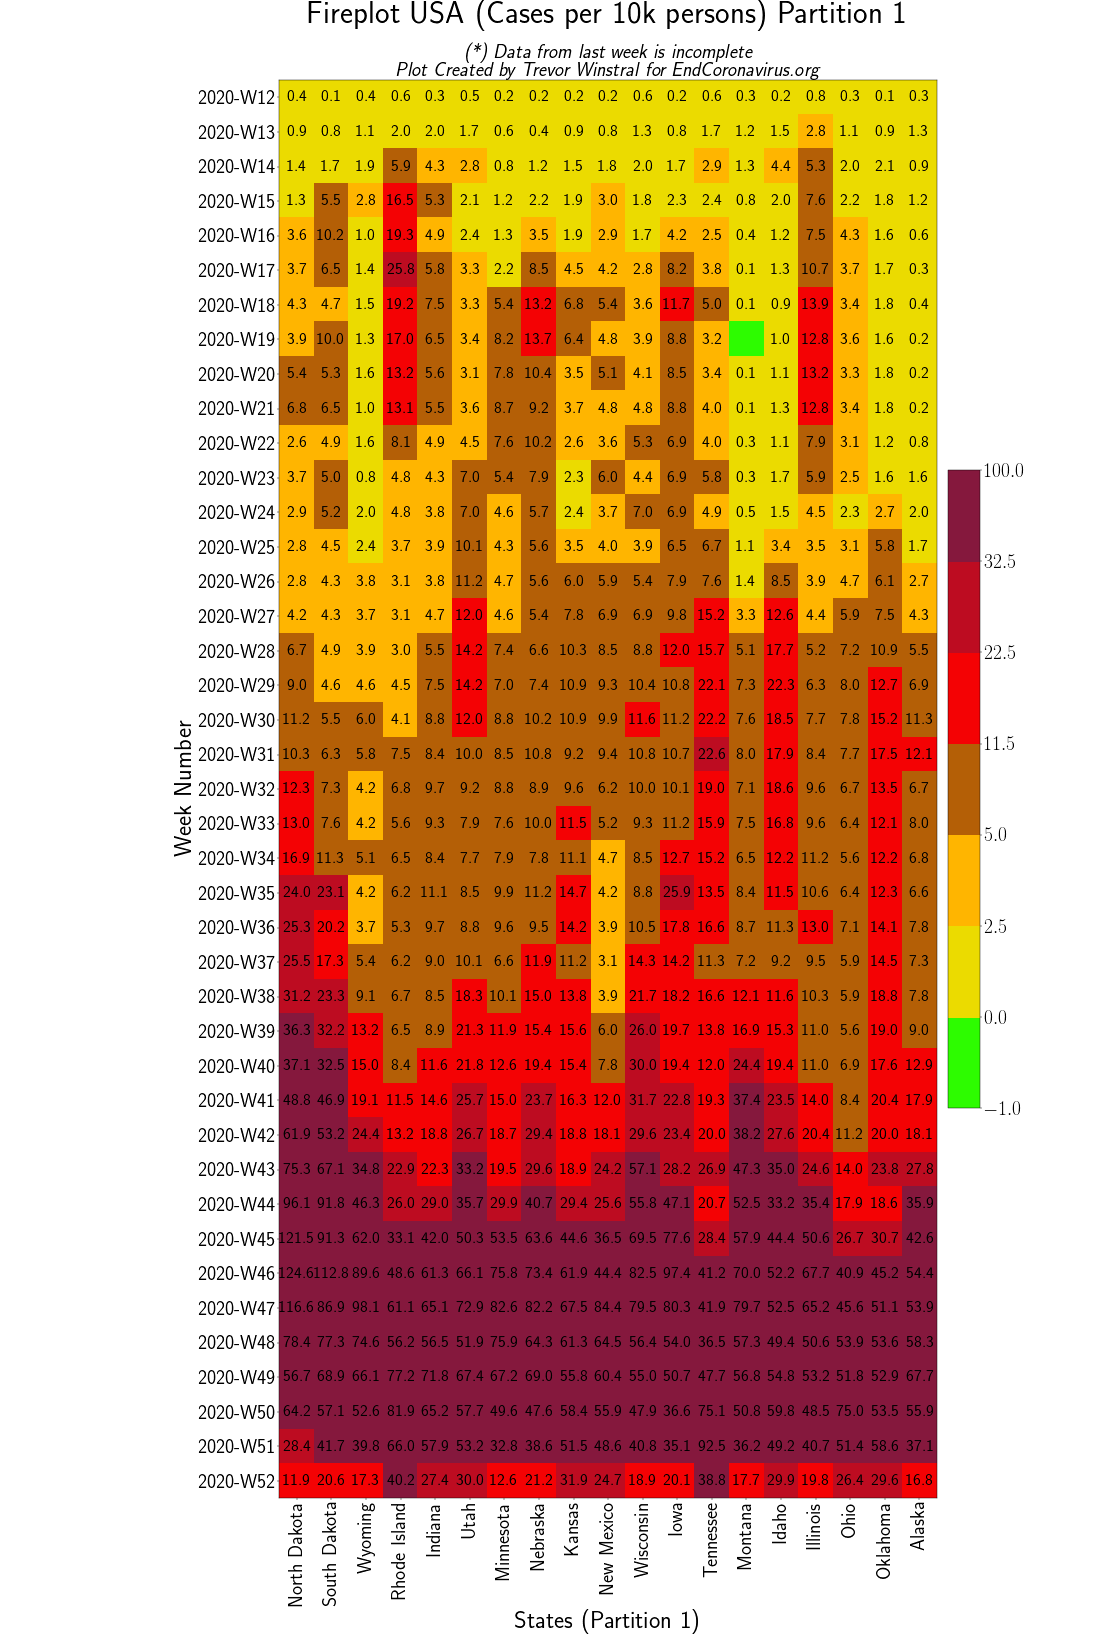 Fireplot USA (Cases per 10k persons) Partition 1
(*) Data from last week is incomplete
Plot Created by Trevor Winstral for EndCoronavirus.org
2020-W12 0.4 0.1 0.4 0.6 0.3 0.5 0.2 0.2 0.2 0.2 0.6 0.2 0.6 0.3 0.2 0.8 0.3 0.1 0.3
2020-W13 0.9 0.8 1.1 2.0 2.0 1.7 0.6 0.4 0.9 0.8 1.3 0.8 1.7 1.2 1.5 2.8 1.1 0.9 1.3
2020-W14 1.4 1.7 1.9 5.9 4.3 2.8 0.8 1.2 1.5 1.8 2.0 1.7 2.9 1.3 4.4 5.3 2.0 2.1 0.9
2020-W15 1.3 5.5 2.8 16.5 5.3 2.1 1.2 2.2 1.9 3.0 1.8 2.3 2.4 0.8 2.0 7.6 2.2 1.8 1.2
2020-W16 3.6 10.2 1.0 19.3 4.9 2.4 1.3 3.5 1.9 2.9 1.7 4.2 2.5 0.4 1.2 7.5 4.3 1.6 0.6
2020-W17 3.7 6.5 1.4 25.8 5.8 3.3 2.2 8.5 4.5 4.2 2.8 8.2 3.8 0.1 1.3 10.7 3.7 1.7 0.3
2020-W18 4.3 4.7 1.5 19.2 7.5 3.3 5.4 13.2 6.8 5.4 3.6 11.7 5.0 0.1 0.9 13.9 3.4 1.8 0.4
2020-W19 3.9 10.0 1.3 17.0 6.5 3.4 8.2 13.7 6.4 4.8 3.9 8.8 3.2 1.0 12.8 3.6 1.6 0.2
2020-W20 5.4 5.3 1.6 13.2 5.6 3.1 7.8 10.4 3.5 5.1 4.1 8.5 3.4 0.1 1.1 13.2 3.3 1.8 0.2
2020-W21 6.8 6.5 1.0 13.1 5.5 3.6 8.7 9.2 3.7 4.8 4.8 8.8 4.0 0.1 1.3 12.8 3.4 1.8 0.2
2020-W22 2.6 4.9 1.6 8.1 4.9 4.5 7.6 10.2 2.6 3.6 5.3 6.9 4.0 0.3 1.1 7.9 3.1 1.2 0.8
2020-W23 3.7 5.0 0.8 4.8 4.3 7.0 5.4 7.9 2.3 6.0 4.4 6.9 5.8 0.3 1.7 5.9 2.5 1.6 1.6
2020-W24 2.9 5.2 2.0 4.8 3.8 7.0 4.6 5.7 2.4 3.7 7.0 6.9 4.9 0.5 1.5 4.5 2.3 2.7 2.0
2020-W25 2.8 4.5 2.4 3.7 3.9 10.1 4.3 5.6 3.5 4.0 3.9 6.5 6.7 1.1 3.4 3.5 3.1 5.8 1.7
2020-W26 2.8 4.3 3.8 3.1 3.8 11.2 4.7 5.6 6.0 5.9 5.4 7.9 7.6 1.4 8.5 3.9 4.7 6.1 2.7
2020-W27 4.2 4.3 3.7 3.1 4.7 12.0 4.6 5.4 7.8 6.9 6.9 9.8 15.2 3.3 12.6 4.4 5.9 7.5 4.3
2020-W28 6.7 4.9 3.9 3.0 5.5 14.2 7.4 6.6 10.3 8.5 8.8 12.0 15.7 5.1 17.7 5.2 7.2 10.9 5.5
2020-W29 9.0 4.6 4.6 4.5 7.5 14.2 7.0 7.4 10.9 9.3 10.4 10.8 22.1 7.3 22.3 6.3 8.0 12.7 6.9
2020-W30 11.2 5.5 6.0 4.1 8.8 12.0 8.8 10.2 10.9 9.9 11.6 11.2 22.2 7.6 18.5 7.7 7.8 15.2 11.3
2020-W31 10.3 6.3 5.8 7.5 8.4 10.0 8.5 10.8 9.2 9.4 10.8 10.7 22.6 8.0 17.9 8.4 7.7 17.5 12.1
2020-W32 12.3 7.3 4.2 6.8 9.7 9.2 8.8 8.9 9.6 6.2 10.0 10.1 19.0 7.1 18.6 9.6 6.7 13.5 6.7
2020-W33 13.0 7.6 4.2 5.6 9.3 7.9 7.6 10.0 11.5 5.2 9.3 11.2 15.9 7.5 16.8 9.6 6.4 12.1 8.0
2020-W34 16.9 11.3 5.1 6.5 8.4 7.7 7.9 7.8 11.1 4.7 8.5 12.7 15.2 6.5 12.2 11.2 5.6 12.2 6.8
2020-W35 24.0 23.1 4.2 6.2 11.1 8.5 9.9 11.2 14.7 4.2 8.8 25.9 13.5 8.4 11.5 10.6 6.4 12.3 6.6
2020-W36 25.3 20.2 3.7 5.3 9.7 8.8 9.6 9.5 14.2 3.9 10.5 17.8 16.6 8.7 11.3 13.0 7.1 14.1 7.8
2020-W37 25.5 17.3 5.4 6.2 9.0 10.1 6.6 11.9 11.2 3.1 14.3 14.2 11.3 7.2 9.2 9.5 5.9 14.5 7.3
2020-W38 31.2 23.3 9.1 6.7 8.5 18.3 10.1 15.0 13.8 3.9 21.7 18.2 16.6 12.1 11.6 10.3 5.9 18.8 7.8
2020-W39 36.3 32.2 13.2 6.5 8.9 21.3 11.9 15.4 15.6 6.0 26.0 19.7 13.8 16.9 15.3 11.0 5.6 19.0 9.0
2020-W40 37.1 32.5 15.0 8.4 11.6 21.8 12.6 19.4 15.4 7.8 30.0 19.4 12.0 24.4 19.4 11.0 6.9 17.6 12.9
2020-W41 48.8 46.9 19.1 11.5 14.6 25.7 15.0 23.7 16.3 12.0 31.7 22.8 19.3 37.4 23.5 14.0 8.4 20.4 17.9
2020-W42 61.9 53.2 24.4 13.2 18.8 26.7 18.7 29.4 18.8 18.1 29.6 23.4 20.0 38.2 27.6 20.4 11.2 20.0 18.1
2020-W43 75.3 67.1 34.8 22.9 22.3 33.2 19.5 29.6 18.9 24.2 57.1 28.2 26.9 47.3 35.0 24.6 14.0 23.8 27.8
2020-W44 96.1 91.8 46.3 26.0 29.0 35.7 29.9 40.7 29.4 25.6 55.8 47.1 20.7 52.5 33.2 35.4 17.9 18.6 35.9
2020-W45 121.5 91.3 62.0 33.1 42.0 50.3 53.5 63.6 44.6 36.5 69.5 77.6 28.4 57.9 44.4 50.6 26.7 30.7 42.6
2020-W46 124.6 112.8 89.6 48.6 61.3 66.1 75.8 73.4 61.9 44.4 82.5 97.4 41.2 70.0 52.2 67.7 40.9 45.2 54.4
2020-W47 116.6 86.9 98.1 61.1 65.1 72.9 82.6 82.2 67.5 84.4 79.5 80.3 41.9 79.7 52.5 65.2 45.6 51.1 53.9
2020-W48 78.4 77.3 74.6 56.2 56.5 51.9 75.9 64.3 61.3 64.5 56.4 54.0 36.5 57.3 49.4 50.6 53.9 53.6 58.3
2020-W49 56.7 68.9 66.1 77.2 71.8 67.4 67.2 69.0 55.8 60.4 55.0 50.7 47.7 56.8 54.8 53.2 51.8 52.9 67.7
2020-W50 64.2 57.1 52.6 81.9 65.2 57.7 49.6 47.6 58.4 55.9 47.9 36.6 75.1 50.8 59.8 48.5 75.0 53.5 55.9
2020-W51 28.4 41.7 39.8 66.0 57.9 53.2 32.8 38.6 51.5 48.6 40.8 35.1 92.5 36.2 49.2 40.7 51.4 58.6 37.1
2020-W52 11.9 20.6 17.3 40.2 27.4 30.0 12.6 21.2 31.9 24.7 18.9 20.1 38.8 17.7 29.9 19.8 26.4 29.6 16.8
Week Number
North Dakota
South Dakota
Wyoming
Rhode Island
Indiana
Utah
Minnesota
Nebraska
Kansas
New Mexico
Wisconsin
Iowa
Tennessee
Montana
Idaho
Illinois
Ohio
Oklahoma
Alaska
States (Partition 1)
100.0
32.5
22.5
11.5
5.0
2.5
0.0
−1.0